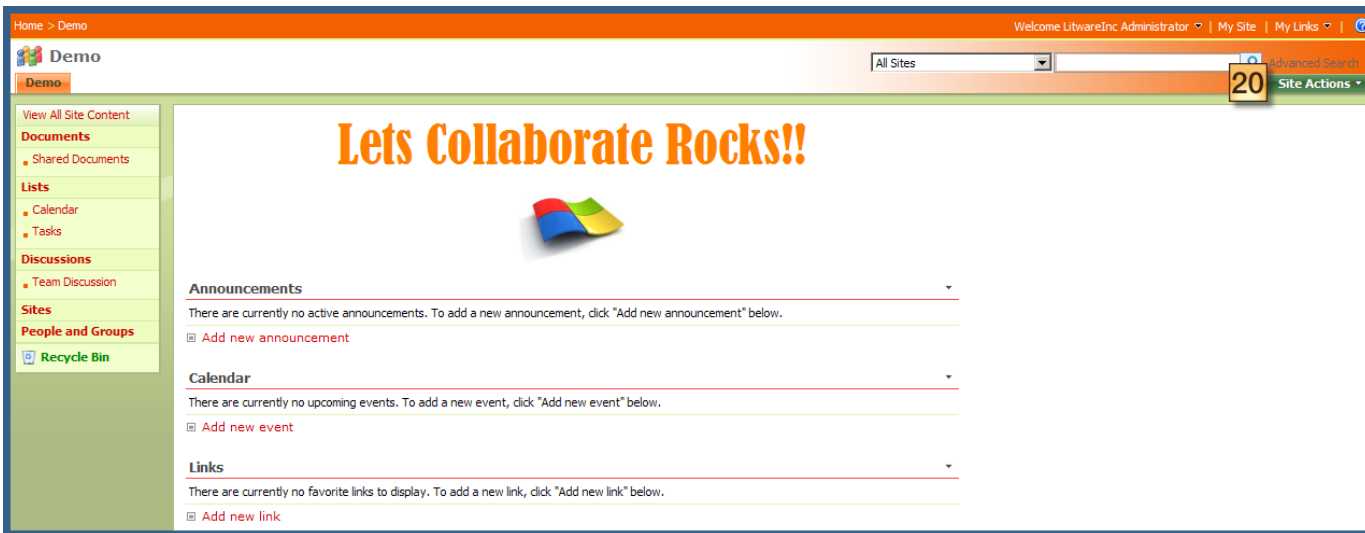 Home > Demo
Welcome LitwareInc Administrator | My Site | My Links |
Demo
All Sites
Advanced Search
Demo
20
Site Actions
View All Site Content
Documents
Shared Documents
Lists
Calendar
Tasks
Discussions
Team Discussion
Sites
People and Groups
Recycle Bin
Lets Collaborate Rocks!!
Announcements
There are currently no active announcements. To add a new announcement, click "Add new announcement" below.
Add new announcement
Calendar
There are currently no upcoming events. To add a new event, click "Add new event" below.
Add new event
Links
There are currently no favorite links to display. To add a new link, click "Add new link" below.
Add new link